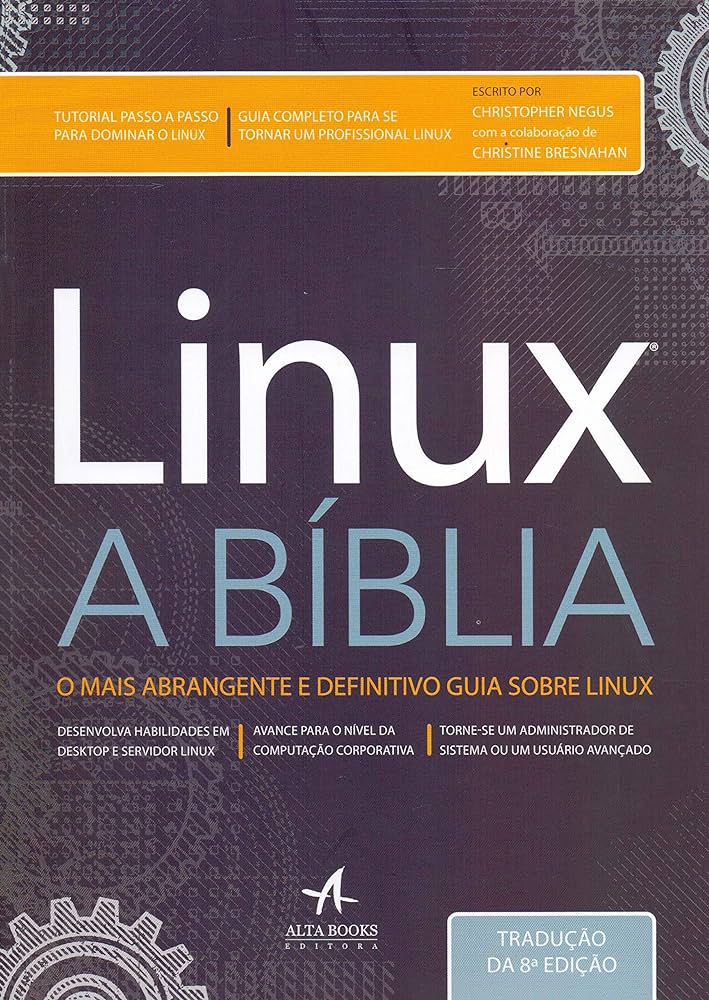 TUTORIAL PASSO A PASSO
PARA DOMINAR O LINUX
GUIA COMPLETO PARA SE
TORNAR UM PROFISSIONAL LINUX
ESCRITO POR
CHRISTOPHER NEGUS
com a colaboração de
CHRISTINE BRESNAHAN
Linux®
A BÍBLIA
O MAIS ABRANGENTE E DEFINITIVO GUIA SOBRE LINUX
DESENVOLVA HABILIDADES EM
DESKTOP E SERVIDOR LINUX
AVANCE PARA O NÍVEL DA
COMPUTAÇÃO CORPORATIVA
TORNE-SE UM ADMINISTRADOR DE
SISTEMA OU UM USUÁRIO AVANÇADO
ALTA BOOKS
EDITORA
TRADUÇÃO
DA 8ª EDIÇÃO